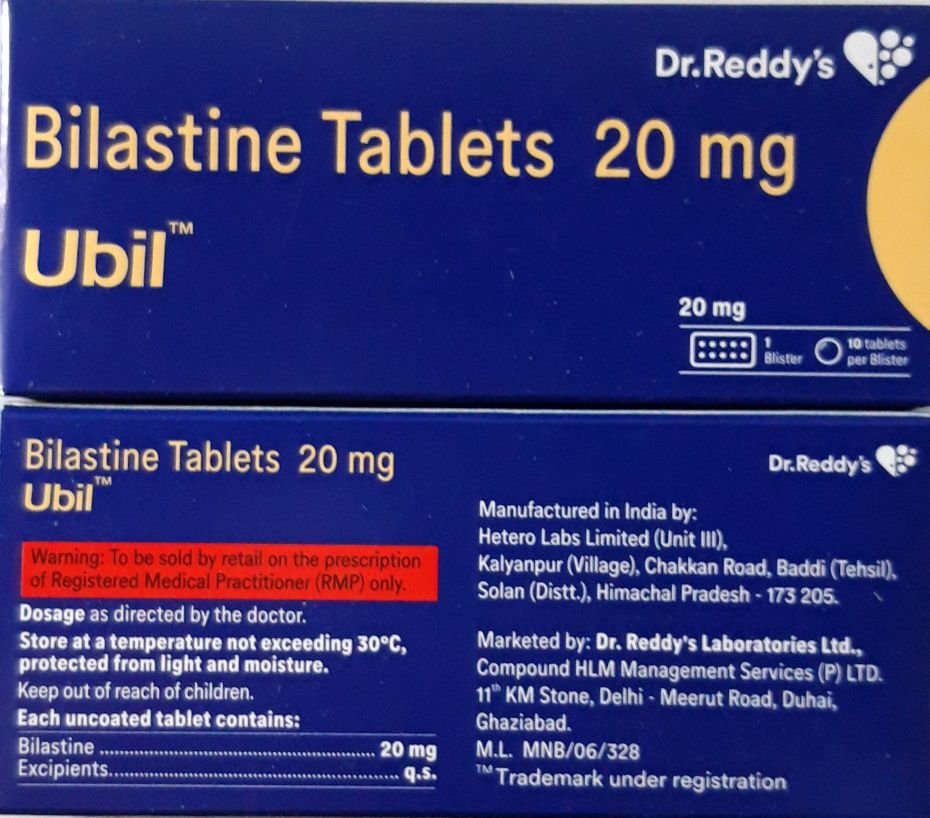 Dr.Reddy's
Bilastine Tablets 20 mg
Ubil™
20 mg
1
Blister
10 tablets
per Blister
Bilastine Tablets 20 mg
Ubil™
Dr.Reddy's
Warning: To be sold by retail on the prescription
of Registered Medical Practitioner (RMP) only.
Dosage as directed by the doctor.
Store at a temperature not exceeding 30°C,
protected from light and moisture.
Keep out of reach of children.
Each uncoated tablet contains:
Bilastine ................................................ 20 mg
Excipients.................................................... q.s.
Manufactured in India by:
Hetero Labs Limited (Unit III),
Kalyanpur (Village), Chakkan Road, Baddi (Tehsil),
Solan (Distt.), Himachal Pradesh - 173 205.
Marketed by: Dr. Reddy's Laboratories Ltd.,
Compound HLM Management Services (P) LTD.
11th KM Stone, Delhi - Meerut Road, Duhai,
Ghaziabad.
M.L. MNB/06/328
™Trademark under registration